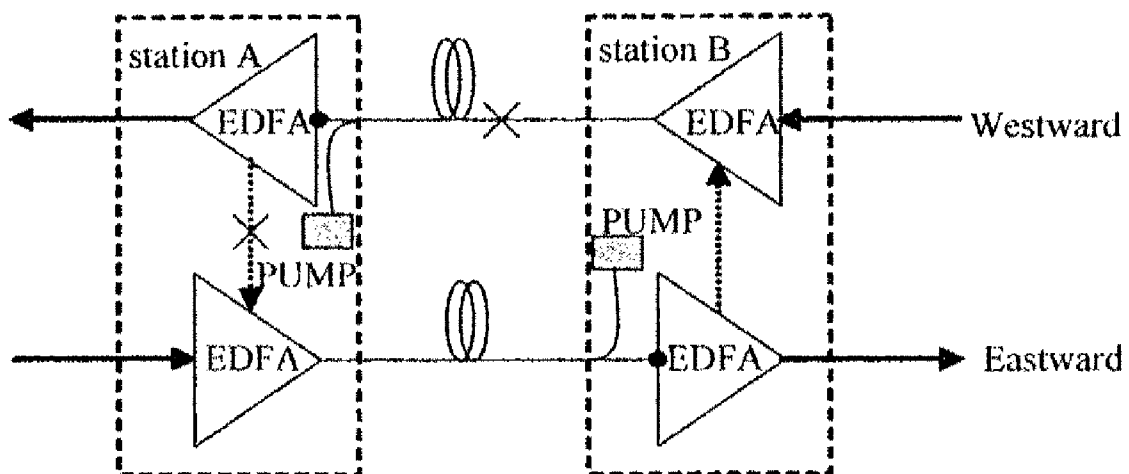 station A
station B
EDFA
EDFA
Westward
PUMP
PUMP
EDFA
EDFA
Eastward